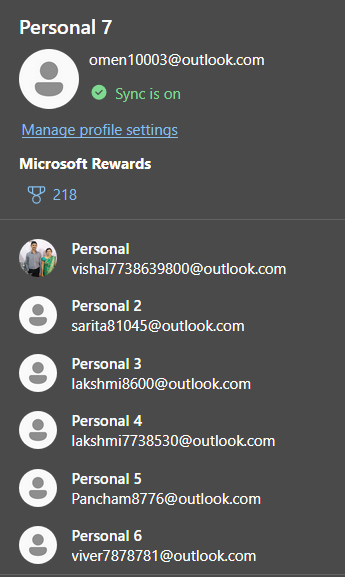 Personal 7
omen10003@outlook.com
Sync is on
Manage profile settings
Microsoft Rewards
218
Personal
vishal7738639800@outlook.com
Personal 2
sarita81045@outlook.com
Personal 3
lakshmi8600@outlook.com
Personal 4
lakshmi7738530@outlook.com
Personal 5
Pancham8776@outlook.com
Personal 6
viver7878781@outlook.com